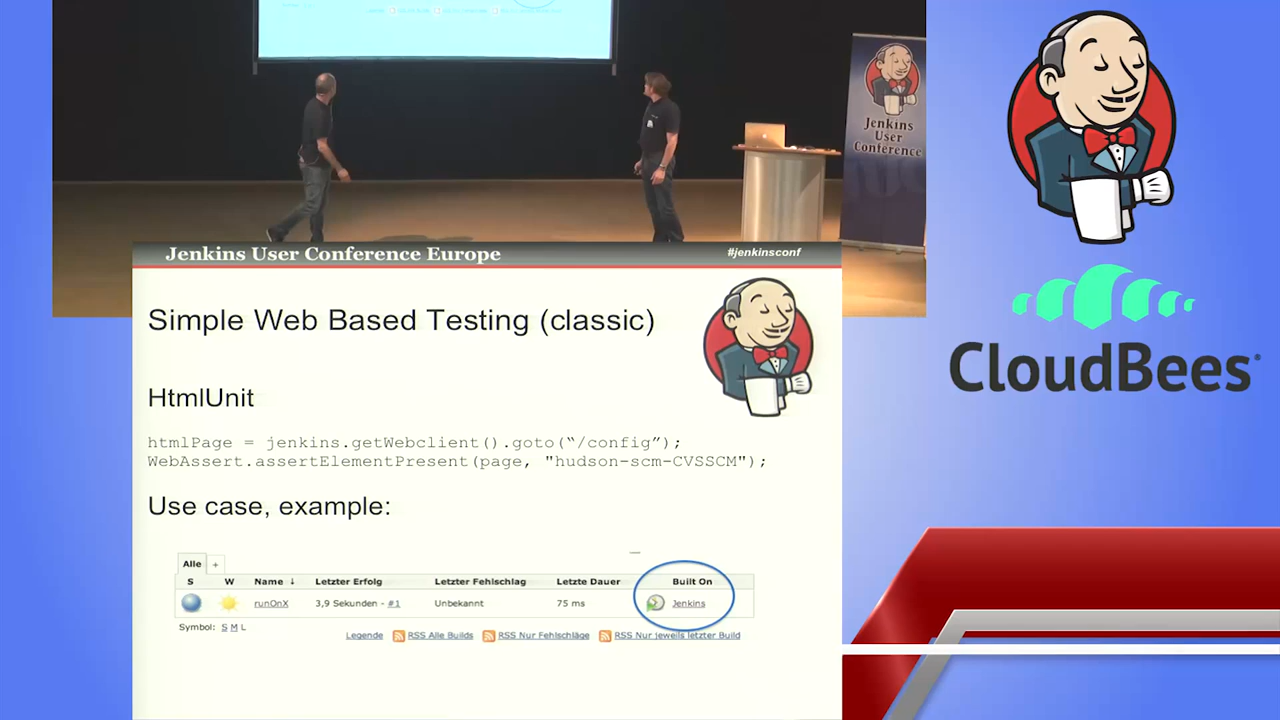 Jenkins
User
Conference
Jenkins User Conference Europe
#jenkinsconf
Simple Web Based Testing (classic)
HtmlUnit
htmlPage = jenkins.getWebclient().goto(“/config”);
WebAssert.assertElementPresent(page, "hudson-scm-CVSSCM");
Use case, example:
Alle +
S W Name ↓ Letzter Erfolg Letzter Fehlschlag Letzte Dauer Built On
runOnX 3,9 Sekunden - #1 Unbekannt 75 ms Jenkins
Symbol: S M L
Legende RSS Alle Builds RSS Nur Fehlschläge RSS Nur jeweils letzter Build
CloudBees®